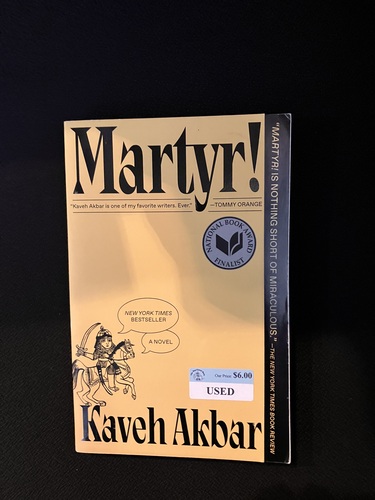 Martyr!
"Kaveh Akbar is one of my favorite writers. Ever." —TOMMY ORANGE
NATIONAL BOOK AWARD
FINALIST
NEW YORK TIMES
BESTSELLER
A NOVEL
Our Price $6.00
USED
Kaveh Akbar
"MARTYR! IS NOTHING SHORT OF MIRACULOUS." —THE NEW YORK TIMES BOOK REVIEW